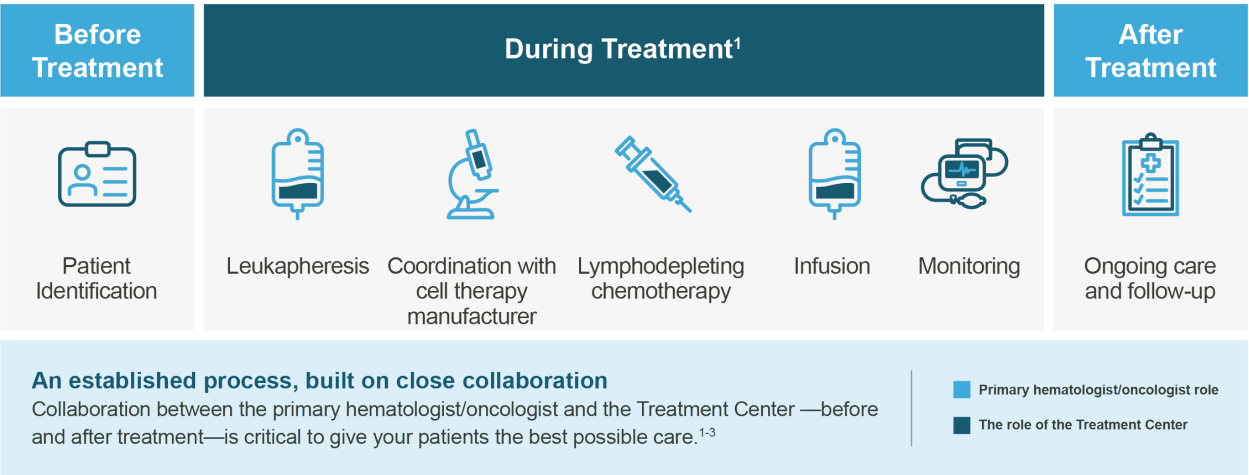 Before
Treatment
During Treatment¹
After
Treatment
Patient
Identification
Leukapheresis
Coordination with
cell therapy
manufacturer
Lymphodepleting
chemotherapy
Infusion
Monitoring
Ongoing care
and follow-up
An established process, built on close collaboration
Collaboration between the primary hematologist/oncologist and the Treatment Center —before
and after treatment—is critical to give your patients the best possible care.¹⁻³
Primary hematologist/oncologist role
The role of the Treatment Center